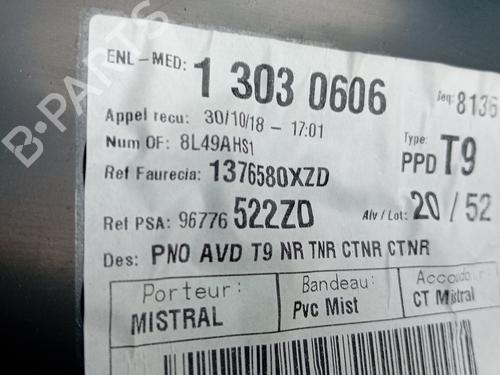 ENL-MED: 1 303 0606 Seq: 8136
Appel recu: 30/10/18 - 17:01
Num OF: 8L49AHS1 Type:
Ref Faurecia: 1376580XZD PPD T9
Ref PSA: 96776 522ZD Alv / Lot: 20 / 52
Des: PNO AVD T9 NR TNR CTNR CTNR
Porteur: Bandeau: Accoudoir
MISTRAL Pvc Mist CT Mistral
B-PARTS